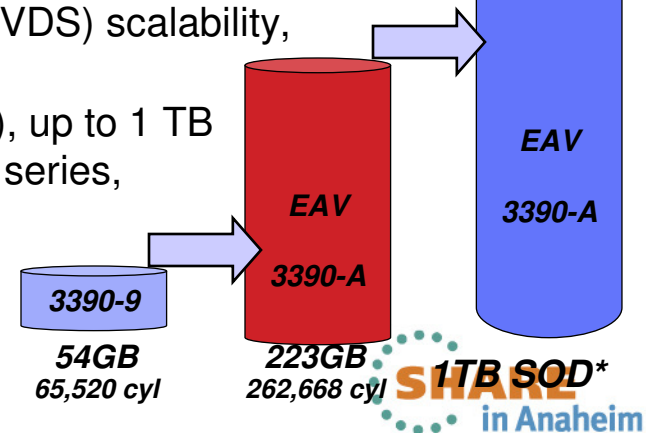 VDS) scalability,
), up to 1 TB
series,
EAV
3390-A
EAV
3390-A
3390-9
54GB
65,520 cyl
223GB
262,668 cyl
1TB SOD*
SHARE
in Anaheim